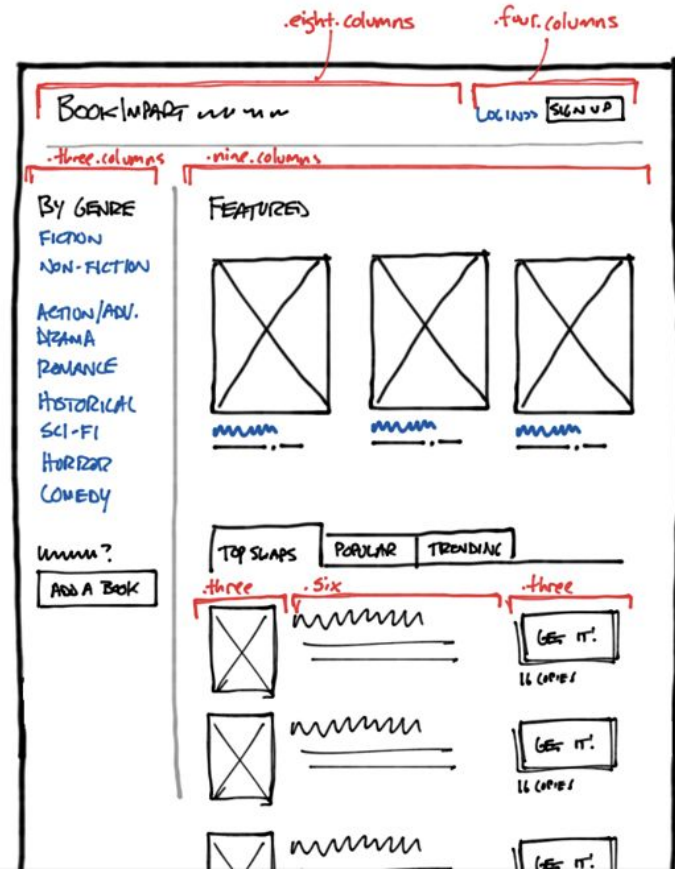 .eight.columns .four.columns
BOOKIMPART
LOGIN>> SIGN UP
.three.columns .nine.columns
BY GENRE
FICTION
NON-FICTION
ACTION/ADV.
DRAMA
ROMANCE
HISTORICAL
SCI-FI
HORROR
COMEDY
?
ADD A BOOK
FEATURED
TOP SWAPS POPULAR TRENDING
.three .six .three
GET IT!
16 COPIES
GET IT!
16 COPIES
GET IT!